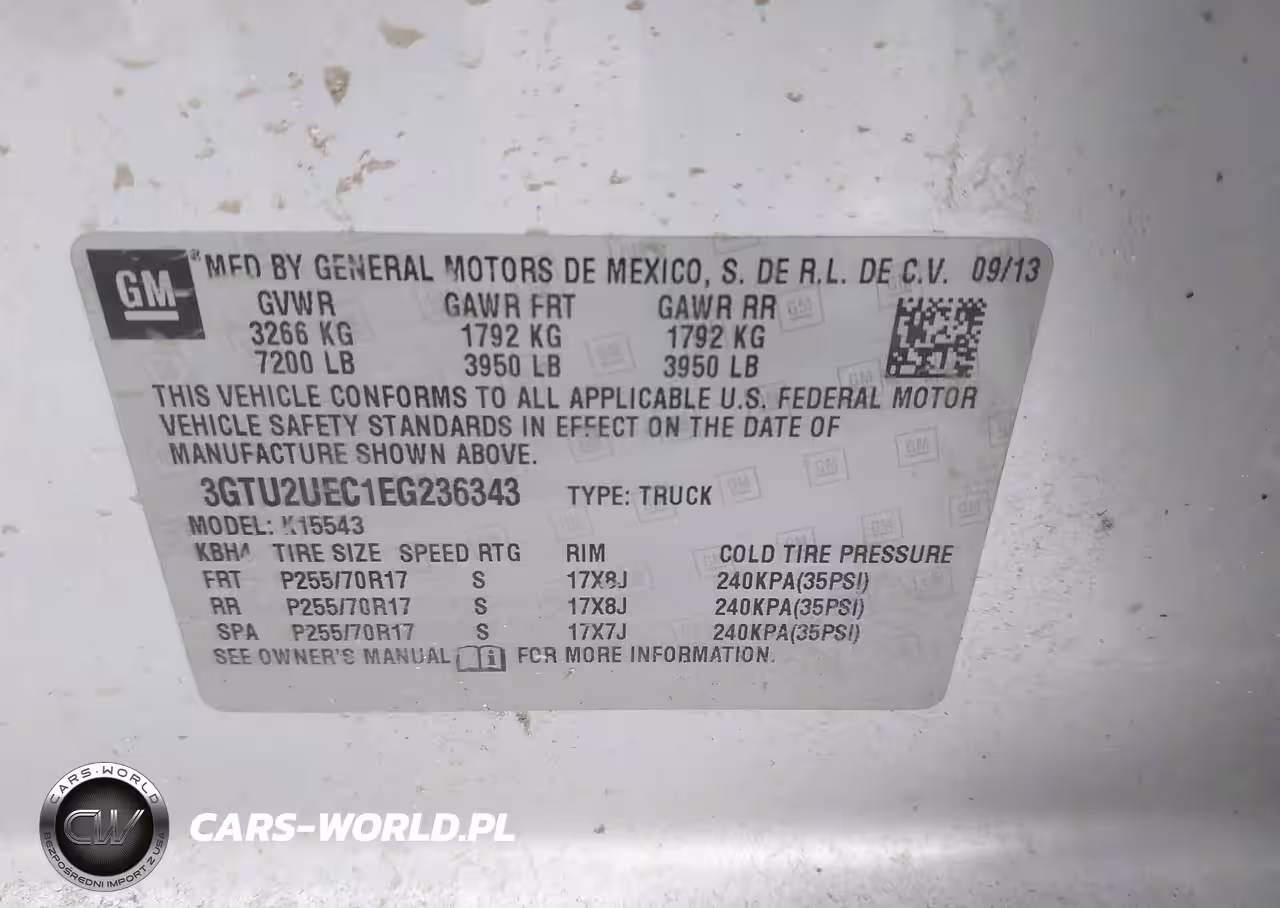 GM
® MFD BY GENERAL MOTORS DE MEXICO, S. DE R.L. DE C.V. 09/13
GVWR GAWR FRT GAWR RR
3266 KG 1792 KG 1792 KG
7200 LB 3950 LB 3950 LB
THIS VEHICLE CONFORMS TO ALL APPLICABLE U.S. FEDERAL MOTOR
VEHICLE SAFETY STANDARDS IN EFFECT ON THE DATE OF
MANUFACTURE SHOWN ABOVE.
3GTU2UEC1EG236343 TYPE: TRUCK
MODEL: K15543
KBHA TIRE SIZE SPEED RTG RIM COLD TIRE PRESSURE
FRT P255/70R17 S 17X8J 240KPA(35PSI)
RR P255/70R17 S 17X8J 240KPA(35PSI)
SPA P255/70R17 S 17X7J 240KPA(35PSI)
SEE OWNER'S MANUAL FOR MORE INFORMATION.
CARS-WORLD
CW
BEZPOŚREDNI IMPORT Z USA
CARS-WORLD.PL